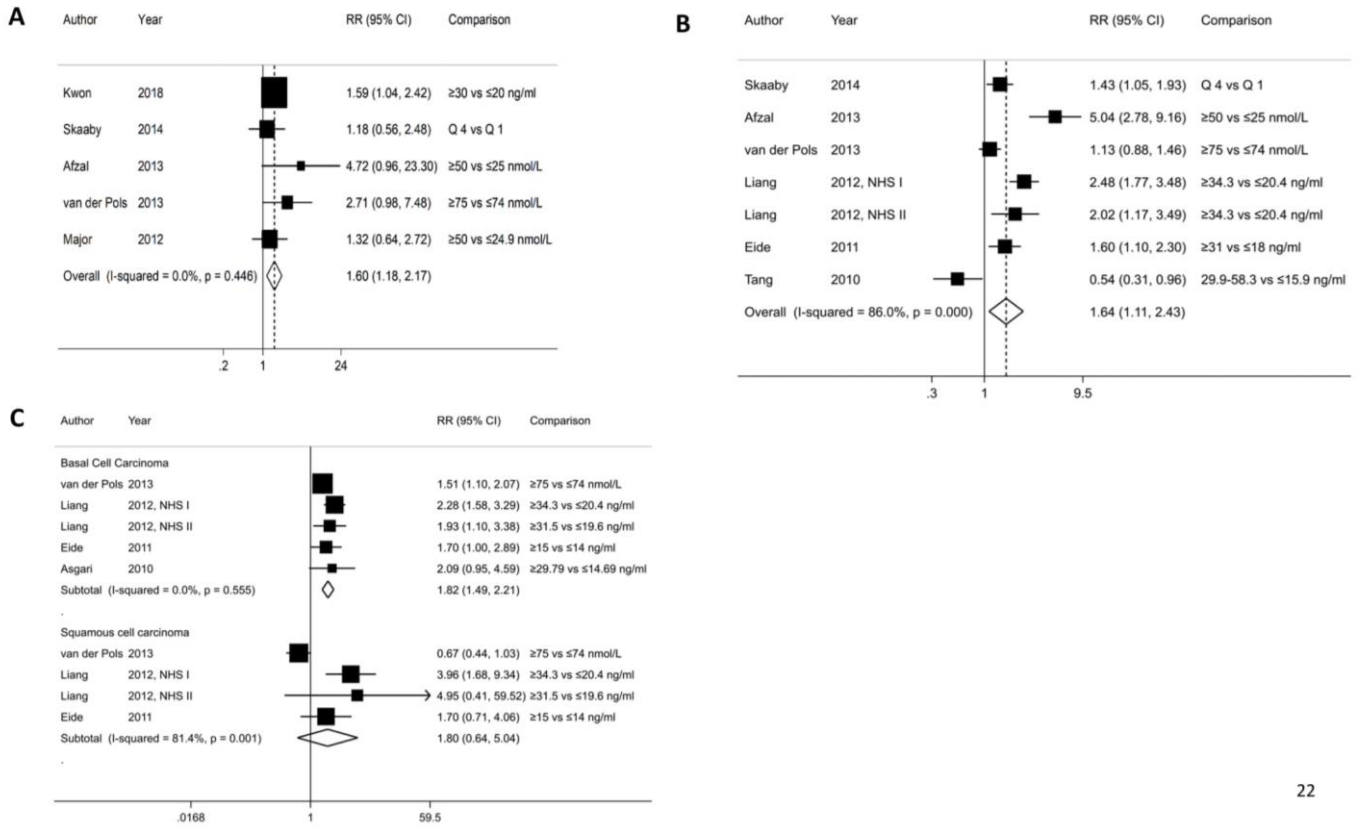 A
Author Year RR (95% CI) Comparison
Kwon 2018 1.59 (1.04, 2.42) ≥30 vs ≤20 ng/ml
Skaaby 2014 1.18 (0.56, 2.48) Q 4 vs Q 1
Afzal 2013 4.72 (0.96, 23.30) ≥50 vs ≤25 nmol/L
van der Pols 2013 2.71 (0.98, 7.48) ≥75 vs ≤74 nmol/L
Major 2012 1.32 (0.64, 2.72) ≥50 vs ≤24.9 nmol/L
Overall (I-squared = 0.0%, p = 0.446) 1.60 (1.18, 2.17)
.2 1 24
B
Author Year RR (95% CI) Comparison
Skaaby 2014 1.43 (1.05, 1.93) Q 4 vs Q 1
Afzal 2013 5.04 (2.78, 9.16) ≥50 vs ≤25 nmol/L
van der Pols 2013 1.13 (0.88, 1.46) ≥75 vs ≤74 nmol/L
Liang 2012, NHS I 2.48 (1.77, 3.48) ≥34.3 vs ≤20.4 ng/ml
Liang 2012, NHS II 2.02 (1.17, 3.49) ≥34.3 vs ≤20.4 ng/ml
Eide 2011 1.60 (1.10, 2.30) ≥31 vs ≤18 ng/ml
Tang 2010 0.54 (0.31, 0.96) 29.9-58.3 vs ≤15.9 ng/ml
Overall (I-squared = 86.0%, p = 0.000) 1.64 (1.11, 2.43)
.3 1 9.5
C
Author Year RR (95% CI) Comparison
Basal Cell Carcinoma
van der Pols 2013 1.51 (1.10, 2.07) ≥75 vs ≤74 nmol/L
Liang 2012, NHS I 2.28 (1.58, 3.29) ≥34.3 vs ≤20.4 ng/ml
Liang 2012, NHS II 1.93 (1.10, 3.38) ≥31.5 vs ≤19.6 ng/ml
Eide 2011 1.70 (1.00, 2.89) ≥15 vs ≤14 ng/ml
Asgari 2010 2.09 (0.95, 4.59) ≥29.79 vs ≤14.69 ng/ml
Subtotal (I-squared = 0.0%, p = 0.555) 1.82 (1.49, 2.21)
.
Squamous cell carcinoma
van der Pols 2013 0.67 (0.44, 1.03) ≥75 vs ≤74 nmol/L
Liang 2012, NHS I 3.96 (1.68, 9.34) ≥34.3 vs ≤20.4 ng/ml
Liang 2012, NHS II 4.95 (0.41, 59.52) ≥31.5 vs ≤19.6 ng/ml
Eide 2011 1.70 (0.71, 4.06) ≥15 vs ≤14 ng/ml
Subtotal (I-squared = 81.4%, p = 0.001) 1.80 (0.64, 5.04)
.
.0168 1 59.5
22